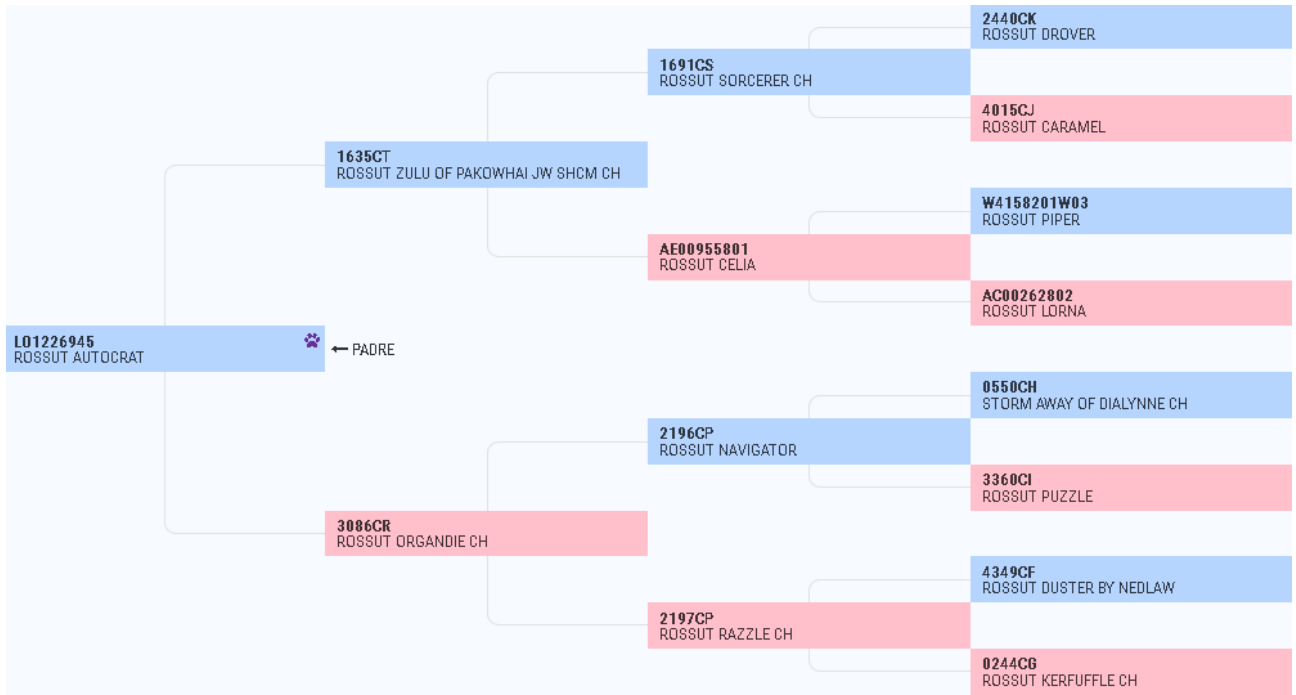 2440CK
ROSSUT DROVER
1691CS
ROSSUT SORCERER CH
4015CJ
ROSSUT CARAMEL
1635CT
ROSSUT ZULU OF PAKOWHAI JW SHCM CH
W4158201W03
ROSSUT PIPER
AE00955801
ROSSUT CELIA
AC00262802
ROSSUT LORNA
LO1226945
ROSSUT AUTOCRAT
← PADRE
0550CH
STORM AWAY OF DIALYNNE CH
2196CP
ROSSUT NAVIGATOR
3360CI
ROSSUT PUZZLE
3086CR
ROSSUT ORGANDIE CH
4349CF
ROSSUT DUSTER BY NEDLAW
2197CP
ROSSUT RAZZLE CH
0244CG
ROSSUT KERFUFFLE CH